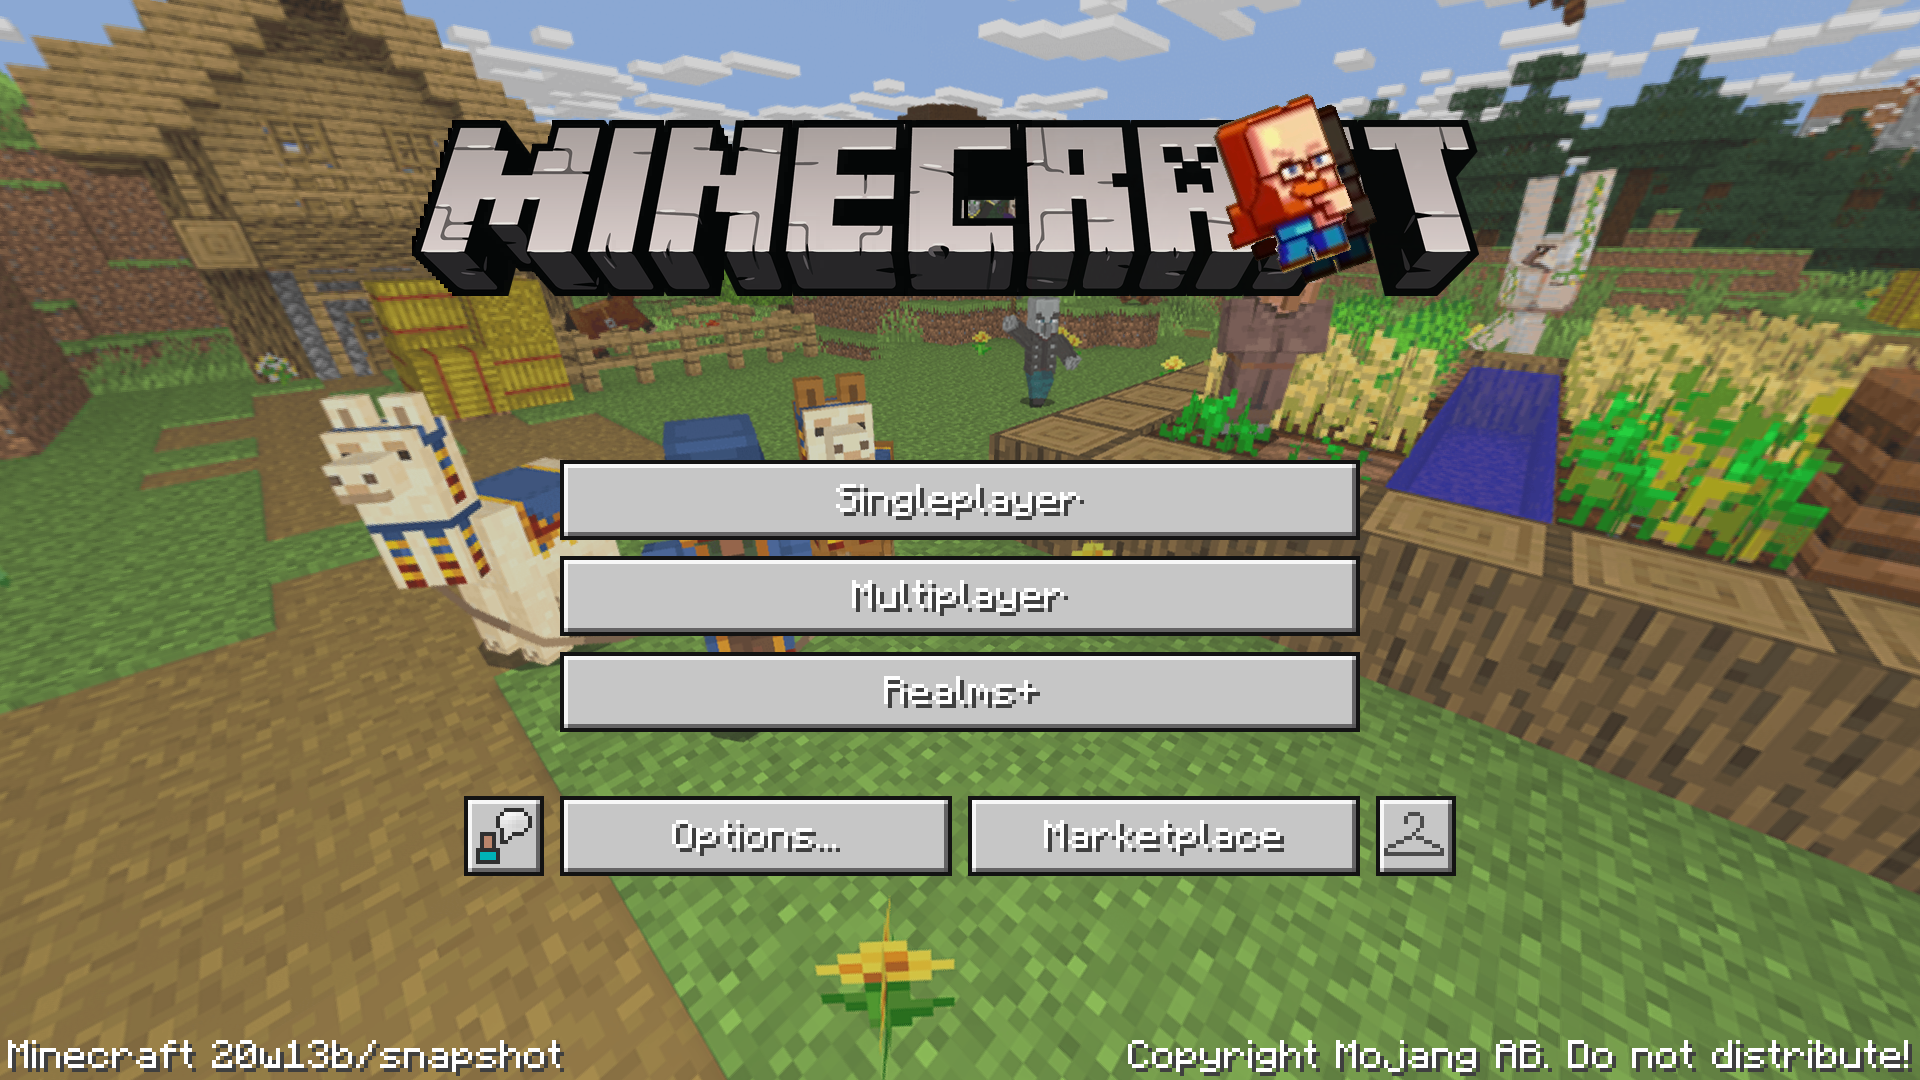 MINECRAFT
Singleplayer
Multiplayer
Realms+
Options...
Marketplace
Minecraft 20w13b/snapshot
Copyright Mojang AB. Do not distribute!